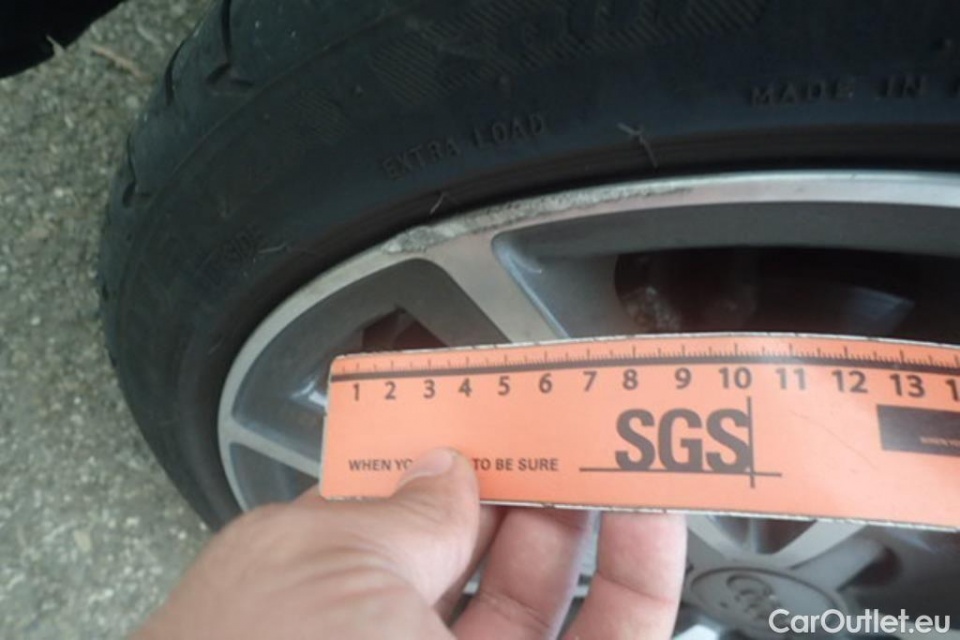 EXTRA LOAD
MADE IN
1 2 3 4 5 6 7 8 9 10 11 12 13
SGS
WHEN TO BE SURE
CarOutlet.eu